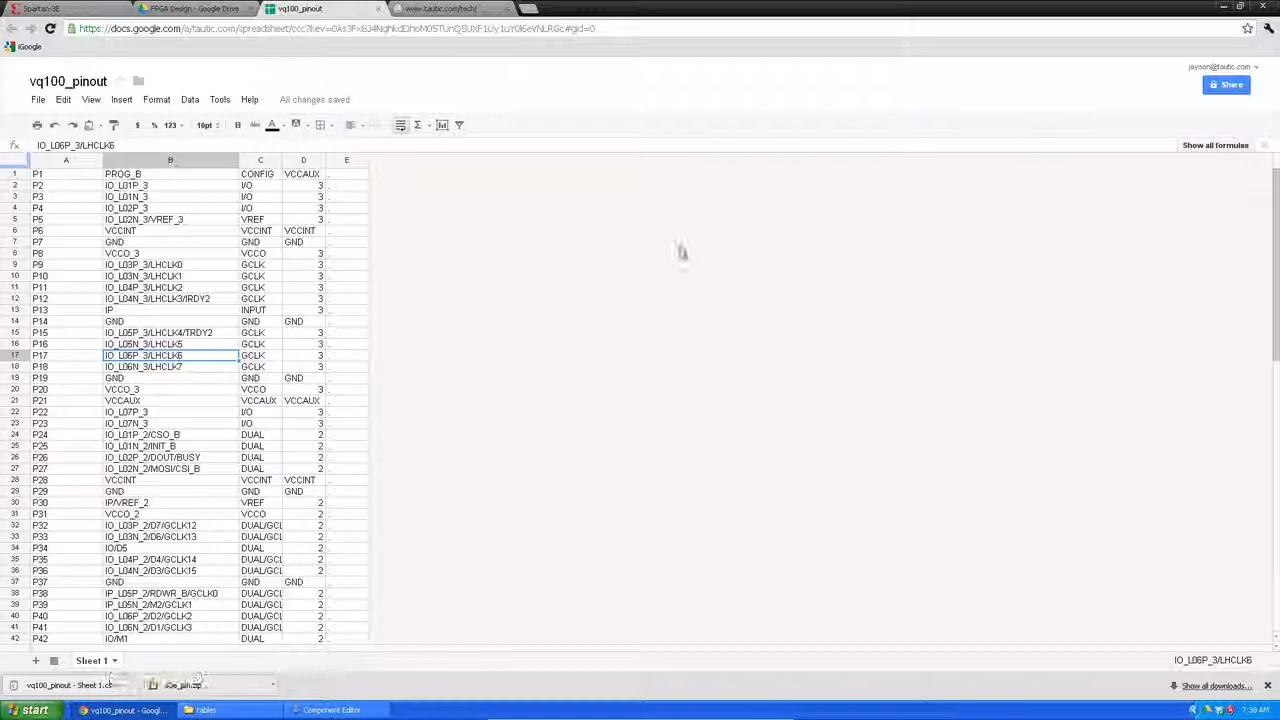 Spartan-3E
FPGA Design - Google Drive
vq100_pinout
www.tautic.com/tech/
iGoogle
vq100_pinout
jayson@tautic.com
Share
File Edit View Insert Format Data Tools Help All changes saved
$ % 123 10pt B Abc A Σ
fx IO_L06P_3/LHCLK6 Show all formulas
A B C D E
1 P1 PROG_B CONFIG VCCAUX .
2 P2 IO_L01P_3 I/O 3 .
3 P3 IO_L01N_3 I/O 3 .
4 P4 IO_L02P_3 I/O 3 .
5 P5 IO_L02N_3/VREF_3 VREF 3 .
6 P6 VCCINT VCCINT VCCINT .
7 P7 GND GND GND .
8 P8 VCCO_3 VCCO 3 .
9 P9 IO_L03P_3/LHCLK0 GCLK 3 .
10 P10 IO_L03N_3/LHCLK1 GCLK 3 .
11 P11 IO_L04P_3/LHCLK2 GCLK 3 .
12 P12 IO_L04N_3/LHCLK3/IRDY2 GCLK 3 .
13 P13 IP INPUT 3 .
14 P14 GND GND GND .
15 P15 IO_L05P_3/LHCLK4/TRDY2 GCLK 3 .
16 P16 IO_L05N_3/LHCLK5 GCLK 3 .
17 P17 IO_L06P_3/LHCLK6 GCLK 3 .
18 P18 IO_L06N_3/LHCLK7 GCLK 3 .
19 P19 GND GND GND .
20 P20 VCCO_3 VCCO 3 .
21 P21 VCCAUX VCCAUX VCCAUX .
22 P22 IO_L07P_3 I/O 3 .
23 P23 IO_L07N_3 I/O 3 .
24 P24 IO_L01P_2/CSO_B DUAL 2 .
25 P25 IO_L01N_2/INIT_B DUAL 2 .
26 P26 IO_L02P_2/DOUT/BUSY DUAL 2 .
27 P27 IO_L02N_2/MOSI/CSI_B DUAL 2 .
28 P28 VCCINT VCCINT VCCINT .
29 P29 GND GND GND .
30 P30 IP/VREF_2 VREF 2 .
31 P31 VCCO_2 VCCO 2 .
32 P32 IO_L03P_2/D7/GCLK12 DUAL/GCL 2 .
33 P33 IO_L03N_2/D6/GCLK13 DUAL/GCL 2 .
34 P34 IO/D5 DUAL 2 .
35 P35 IO_L04P_2/D4/GCLK14 DUAL/GCL 2 .
36 P36 IO_L04N_2/D3/GCLK15 DUAL/GCL 2 .
37 P37 GND GND GND .
38 P38 IP_L05P_2/RDWR_B/GCLK0 DUAL/GCL 2 .
39 P39 IP_L05N_2/M2/GCLK1 DUAL/GCL 2 .
40 P40 IO_L06P_2/D2/GCLK2 DUAL/GCL 2 .
41 P41 IO_L06N_2/D1/GCLK3 DUAL/GCL 2 .
42 P42 IO/M1 DUAL 2 .
Sheet 1 IO_L06P_3/LHCLK6
vq100_pinout - Sheet 1.cs Show all downloads...
start vq100_pinout - Googl... tables Component Editor 7:38 AM